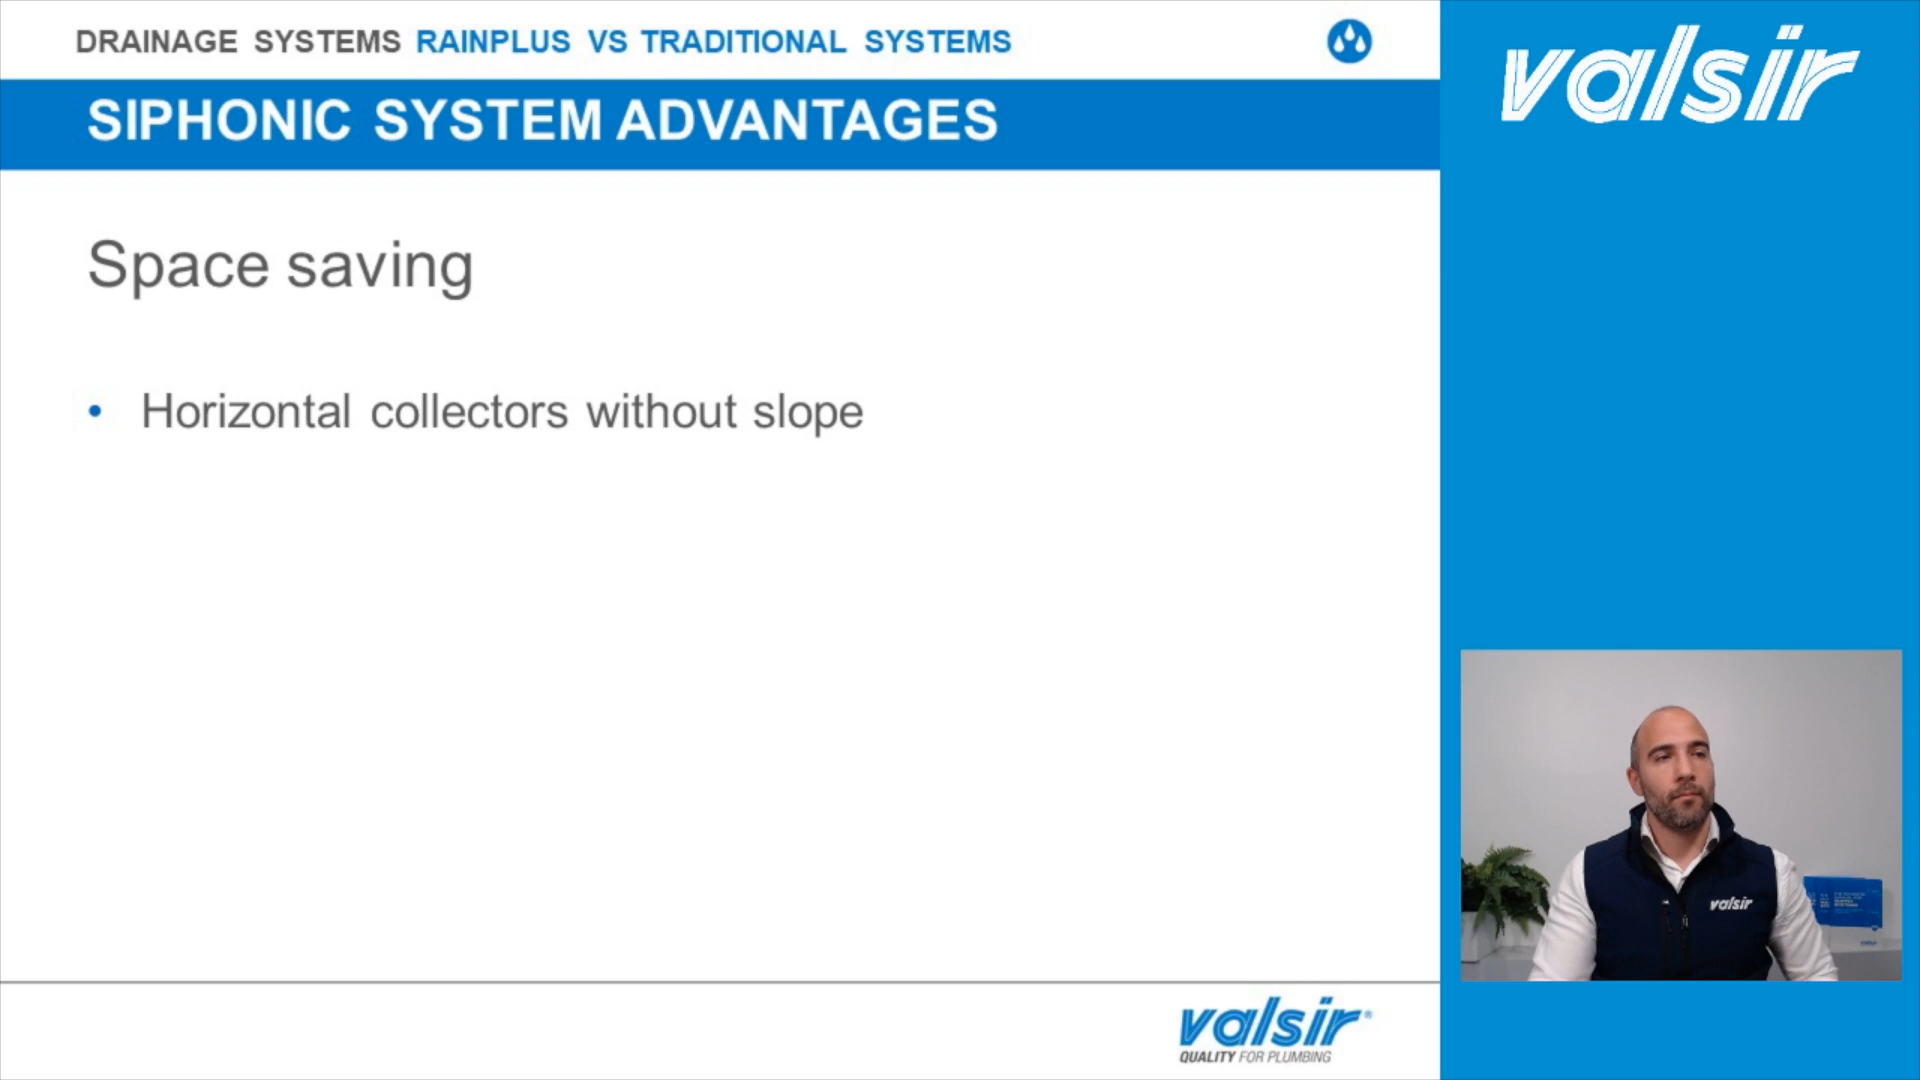 DRAINAGE SYSTEMS RAINPLUS VS TRADITIONAL SYSTEMS
SIPHONIC SYSTEM ADVANTAGES
Space saving
• Horizontal collectors without slope
valsir®
QUALITY FOR PLUMBING
valsir
valsir